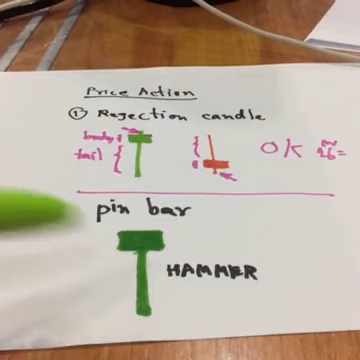 Price Action
① Rejection candle
body
tail
OK
pin bar
HAMMER